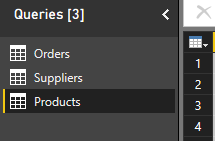 Queries [3]
Orders
Suppliers
Products
1
2
3
4